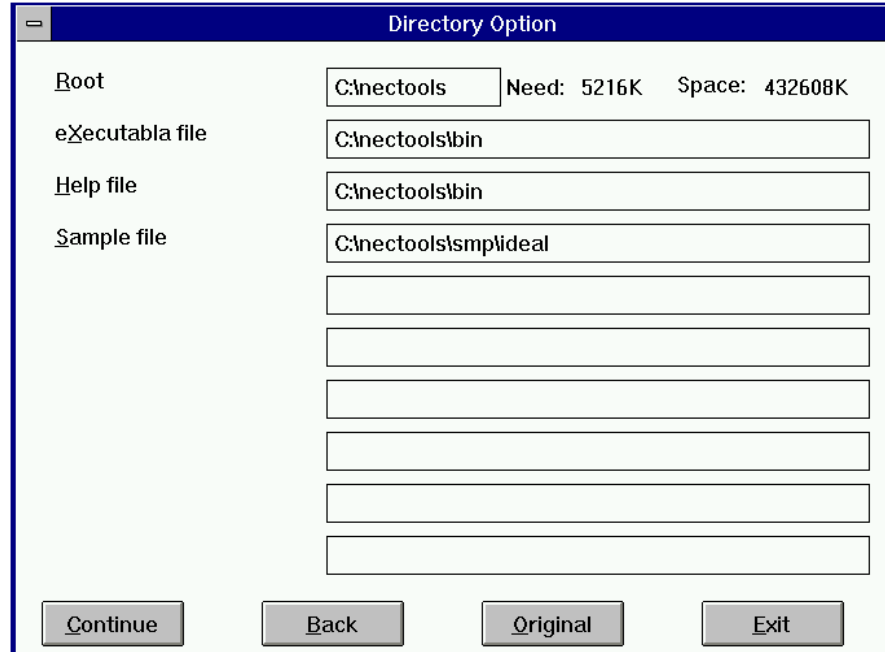 Directory Option
Root C:\nectools Need: 5216K Space: 432608K
eXecutabla file C:\nectools\bin
Help file C:\nectools\bin
Sample file C:\nectools\smp\ideal
Continue Back Original Exit